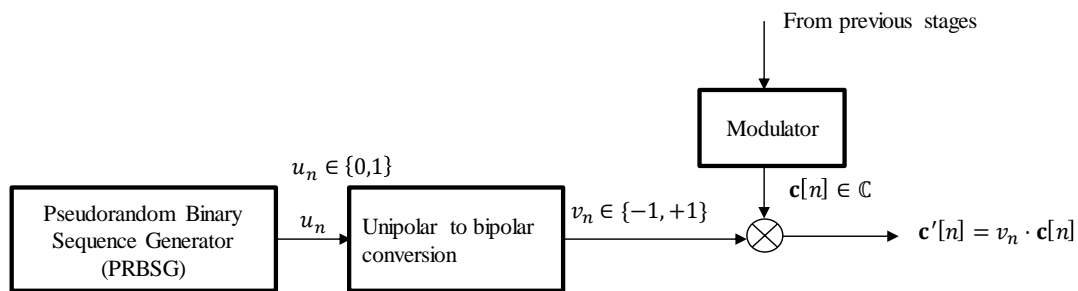 From previous stages
Modulator
u_n ∈ {0,1}
𝐜[n] ∈ ℂ
Pseudorandom Binary
Sequence Generator
(PRBSG)
u_n
Unipolar to bipolar
conversion
v_n ∈ {−1, +1}
𝐜′[n] = v_n · 𝐜[n]